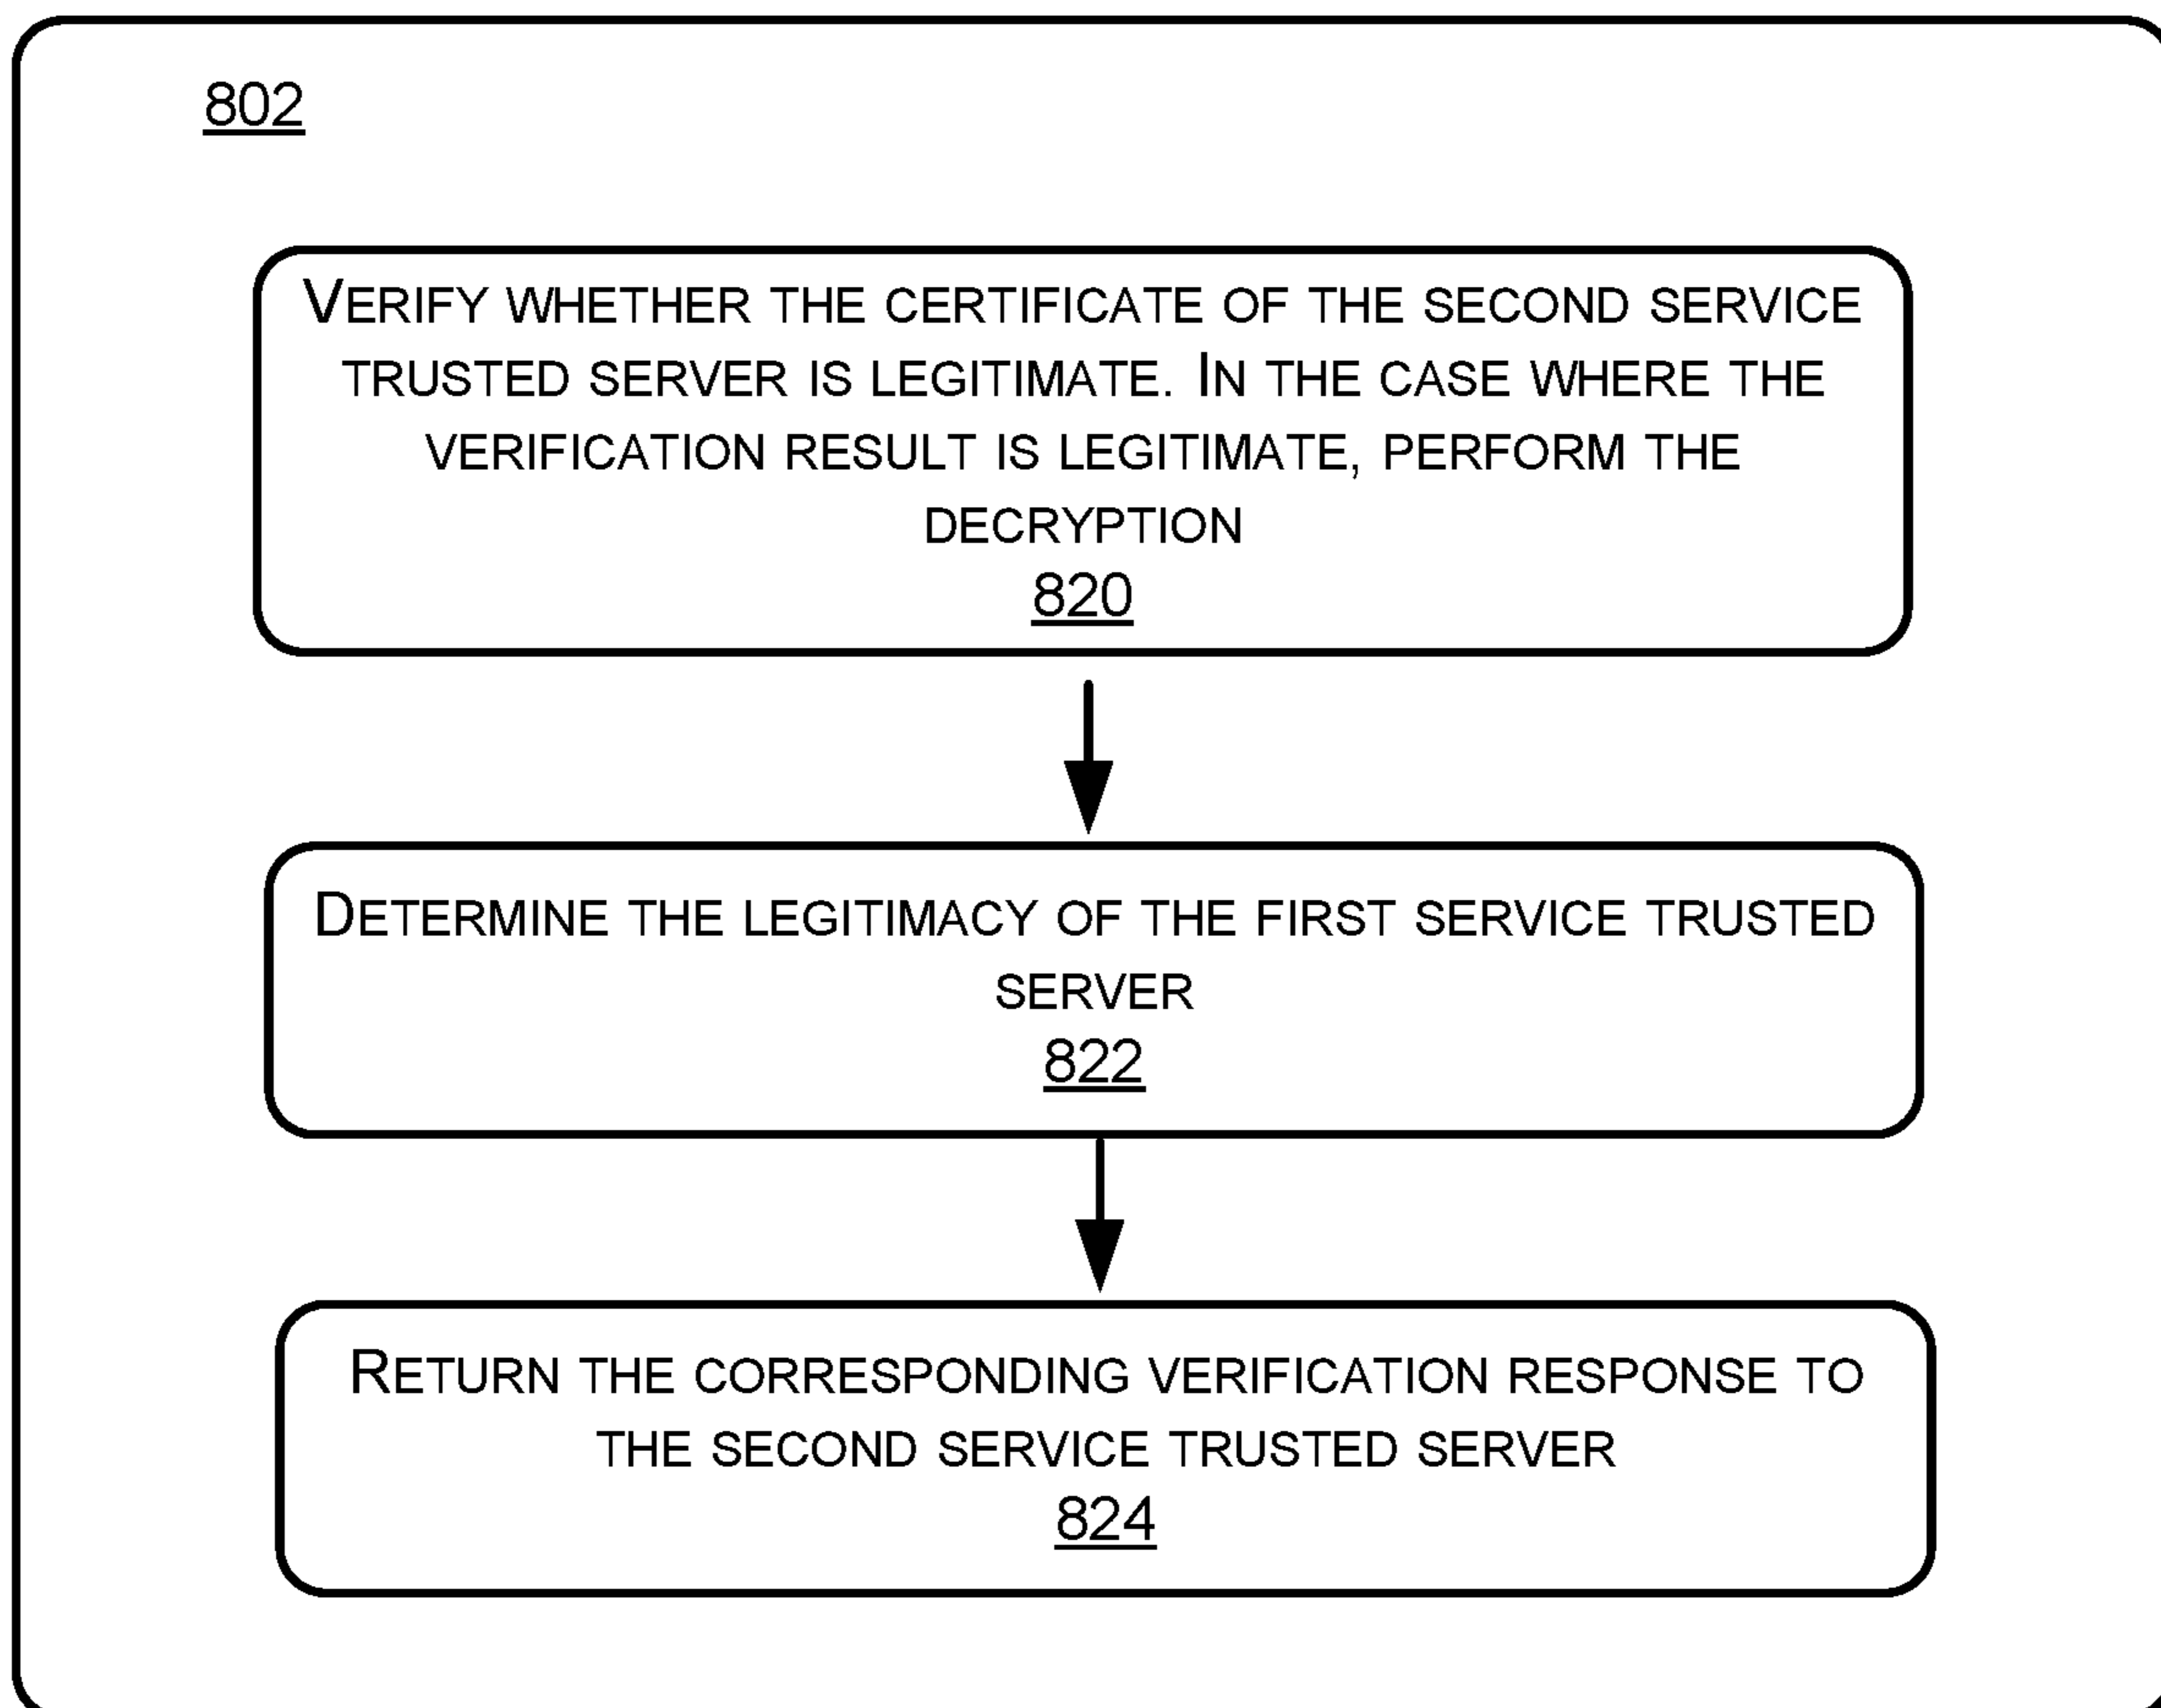 802
VERIFY WHETHER THE CERTIFICATE OF THE SECOND SERVICE
TRUSTED SERVER IS LEGITIMATE. IN THE CASE WHERE THE
VERIFICATION RESULT IS LEGITIMATE, PERFORM THE
DECRYPTION
820
DETERMINE THE LEGITIMACY OF THE FIRST SERVICE TRUSTED
SERVER
822
RETURN THE CORRESPONDING VERIFICATION RESPONSE TO
THE SECOND SERVICE TRUSTED SERVER
824